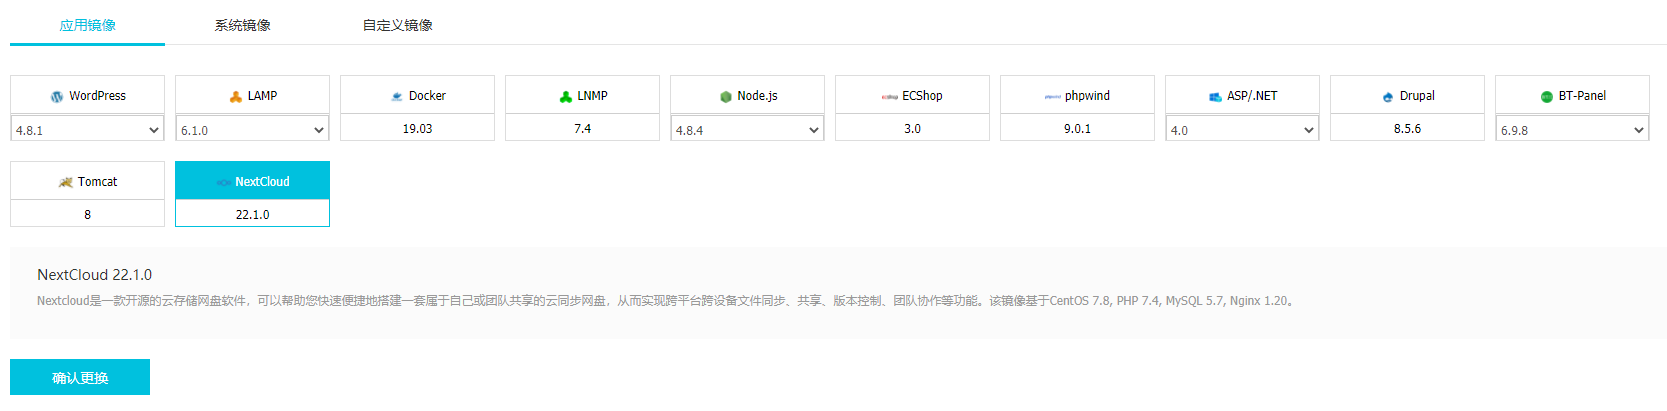 应用镜像 系统镜像 自定义镜像
WordPress LAMP Docker LNMP Node.js ECShop phpwind ASP/.NET Drupal BT-Panel
4.8.1 6.1.0 19.03 7.4 4.8.4 3.0 9.0.1 4.0 8.5.6 6.9.8
Tomcat NextCloud
8 22.1.0
NextCloud 22.1.0
Nextcloud是一款开源的云存储网盘软件，可以帮助您快速便捷地搭建一套属于自己或团队共享的云同步网盘，从而实现跨平台跨设备文件同步、共享、版本控制、团队协作等功能。该镜像基于CentOS 7.8, PHP 7.4, MySQL 5.7, Nginx 1.20。
确认更换